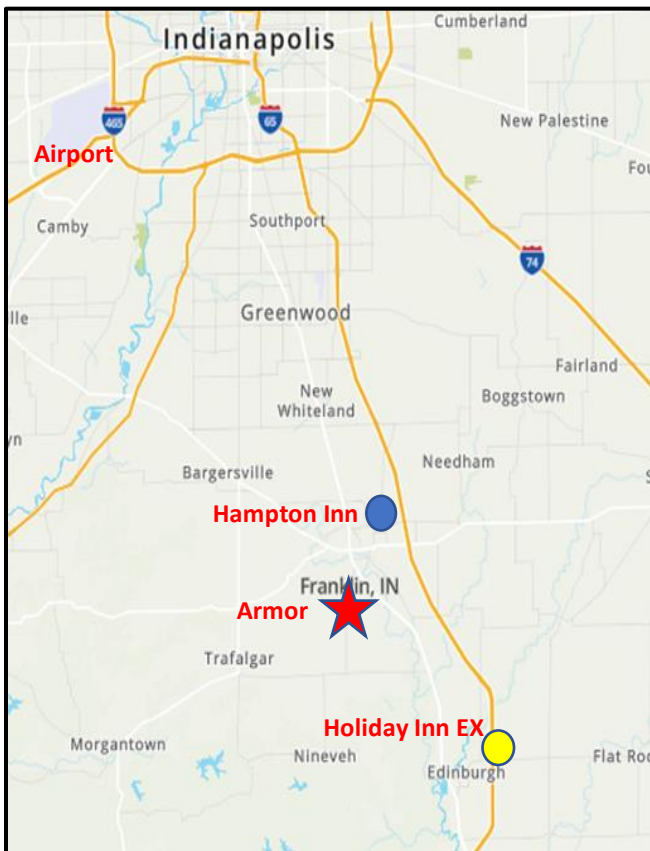 Cumberland
Indianapolis
465
65
New Palestine
Airport
Fou
Camby
Southport
74
Greenwood
lle
Fairland
New
Whiteland
Boggstown
yn
Bargersville
Needham
S
Hampton Inn
Franklin, IN
Armor
Trafalgar
Holiday Inn EX
Morgantown
Nineveh
Flat Roc
Edinburgh